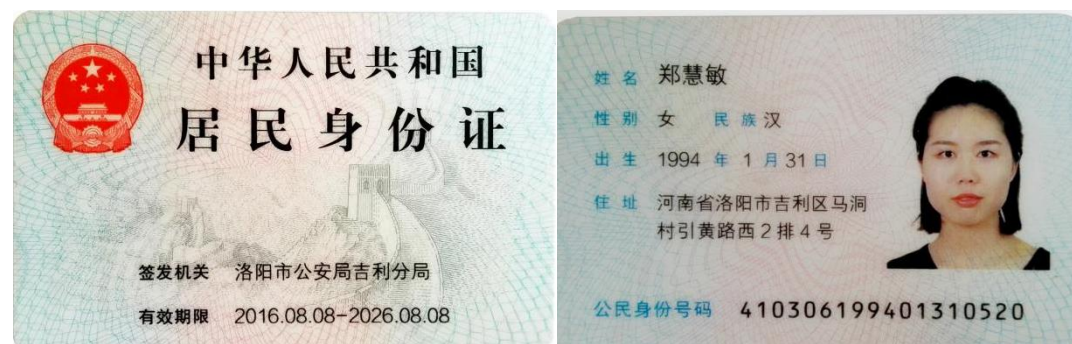 中华人民共和国
居民身份证
签发机关 洛阳市公安局吉利分局
有效期限 2016.08.08-2026.08.08
姓名 郑慧敏
性别 女 民族 汉
出生 1994 年 1 月 31 日
住址 河南省洛阳市吉利区马洞
村引黄路西2排4号
公民身份号码 410306199401310520